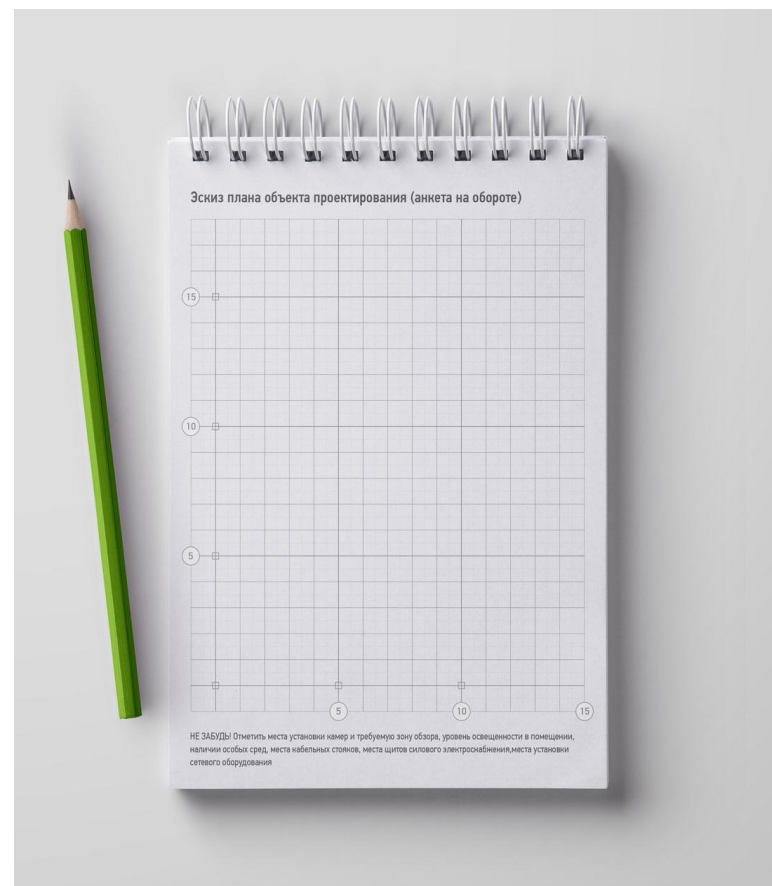 Эскиз плана объекта проектирования (анкета на обороте)
15
10
5
5
10
15
НЕ ЗАБУДЬ! Отметить места установки камер и требуемую зону обзора, уровень освещенности в помещении,
наличии особых сред, места кабельных стояков, места щитов силового электроснабжения,места установки
сетевого оборудования